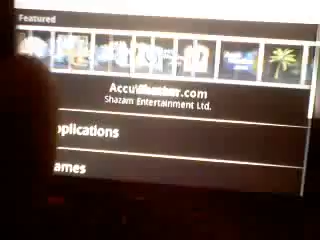 Featured
AccuWeather.com
Shazam Entertainment Ltd.
pplications
ames